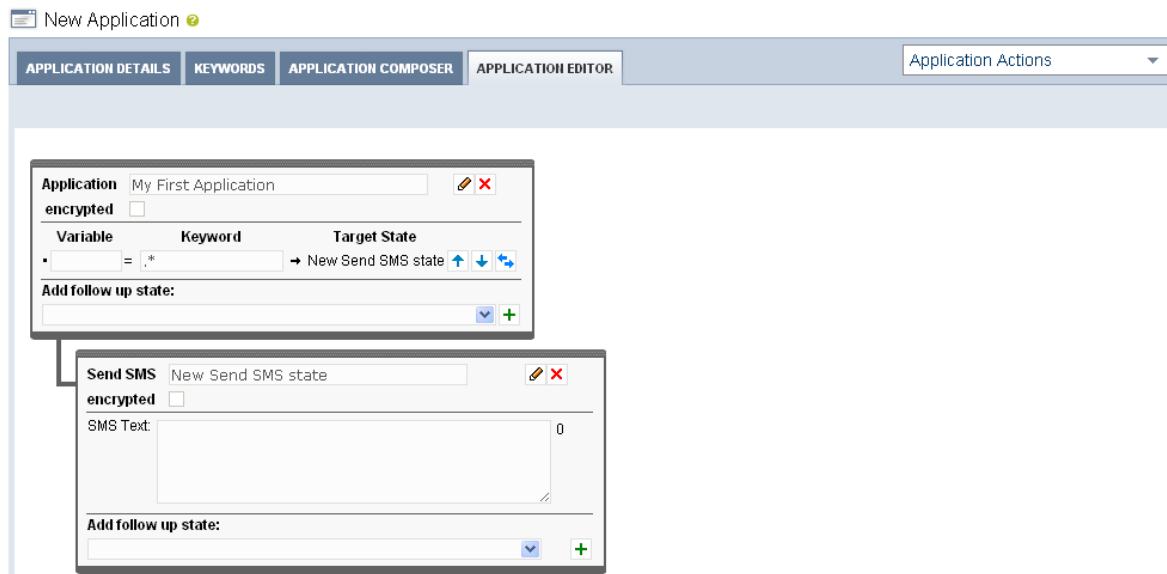 New Application
APPLICATION DETAILS KEYWORDS APPLICATION COMPOSER APPLICATION EDITOR Application Actions
Application My First Application
encrypted
Variable Keyword Target State
= .* → New Send SMS state
Add follow up state:
Send SMS New Send SMS state
encrypted
SMS Text: 0
Add follow up state: